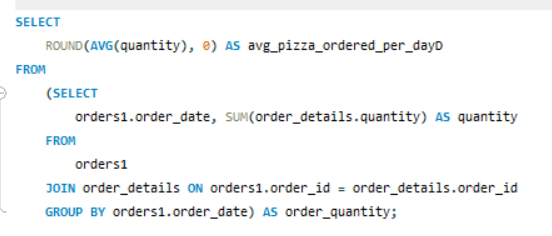 SELECT
ROUND(AVG(quantity), 0) AS avg_pizza_ordered_per_dayD
FROM
(SELECT
orders1.order_date, SUM(order_details.quantity) AS quantity
FROM
orders1
JOIN order_details ON orders1.order_id = order_details.order_id
GROUP BY orders1.order_date) AS order_quantity;